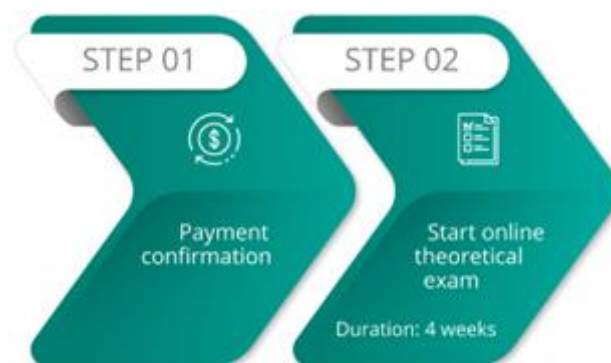 STEP 01
Payment
confirmation
STEP 02
Start online
theoretical
exam
Duration: 4 weeks